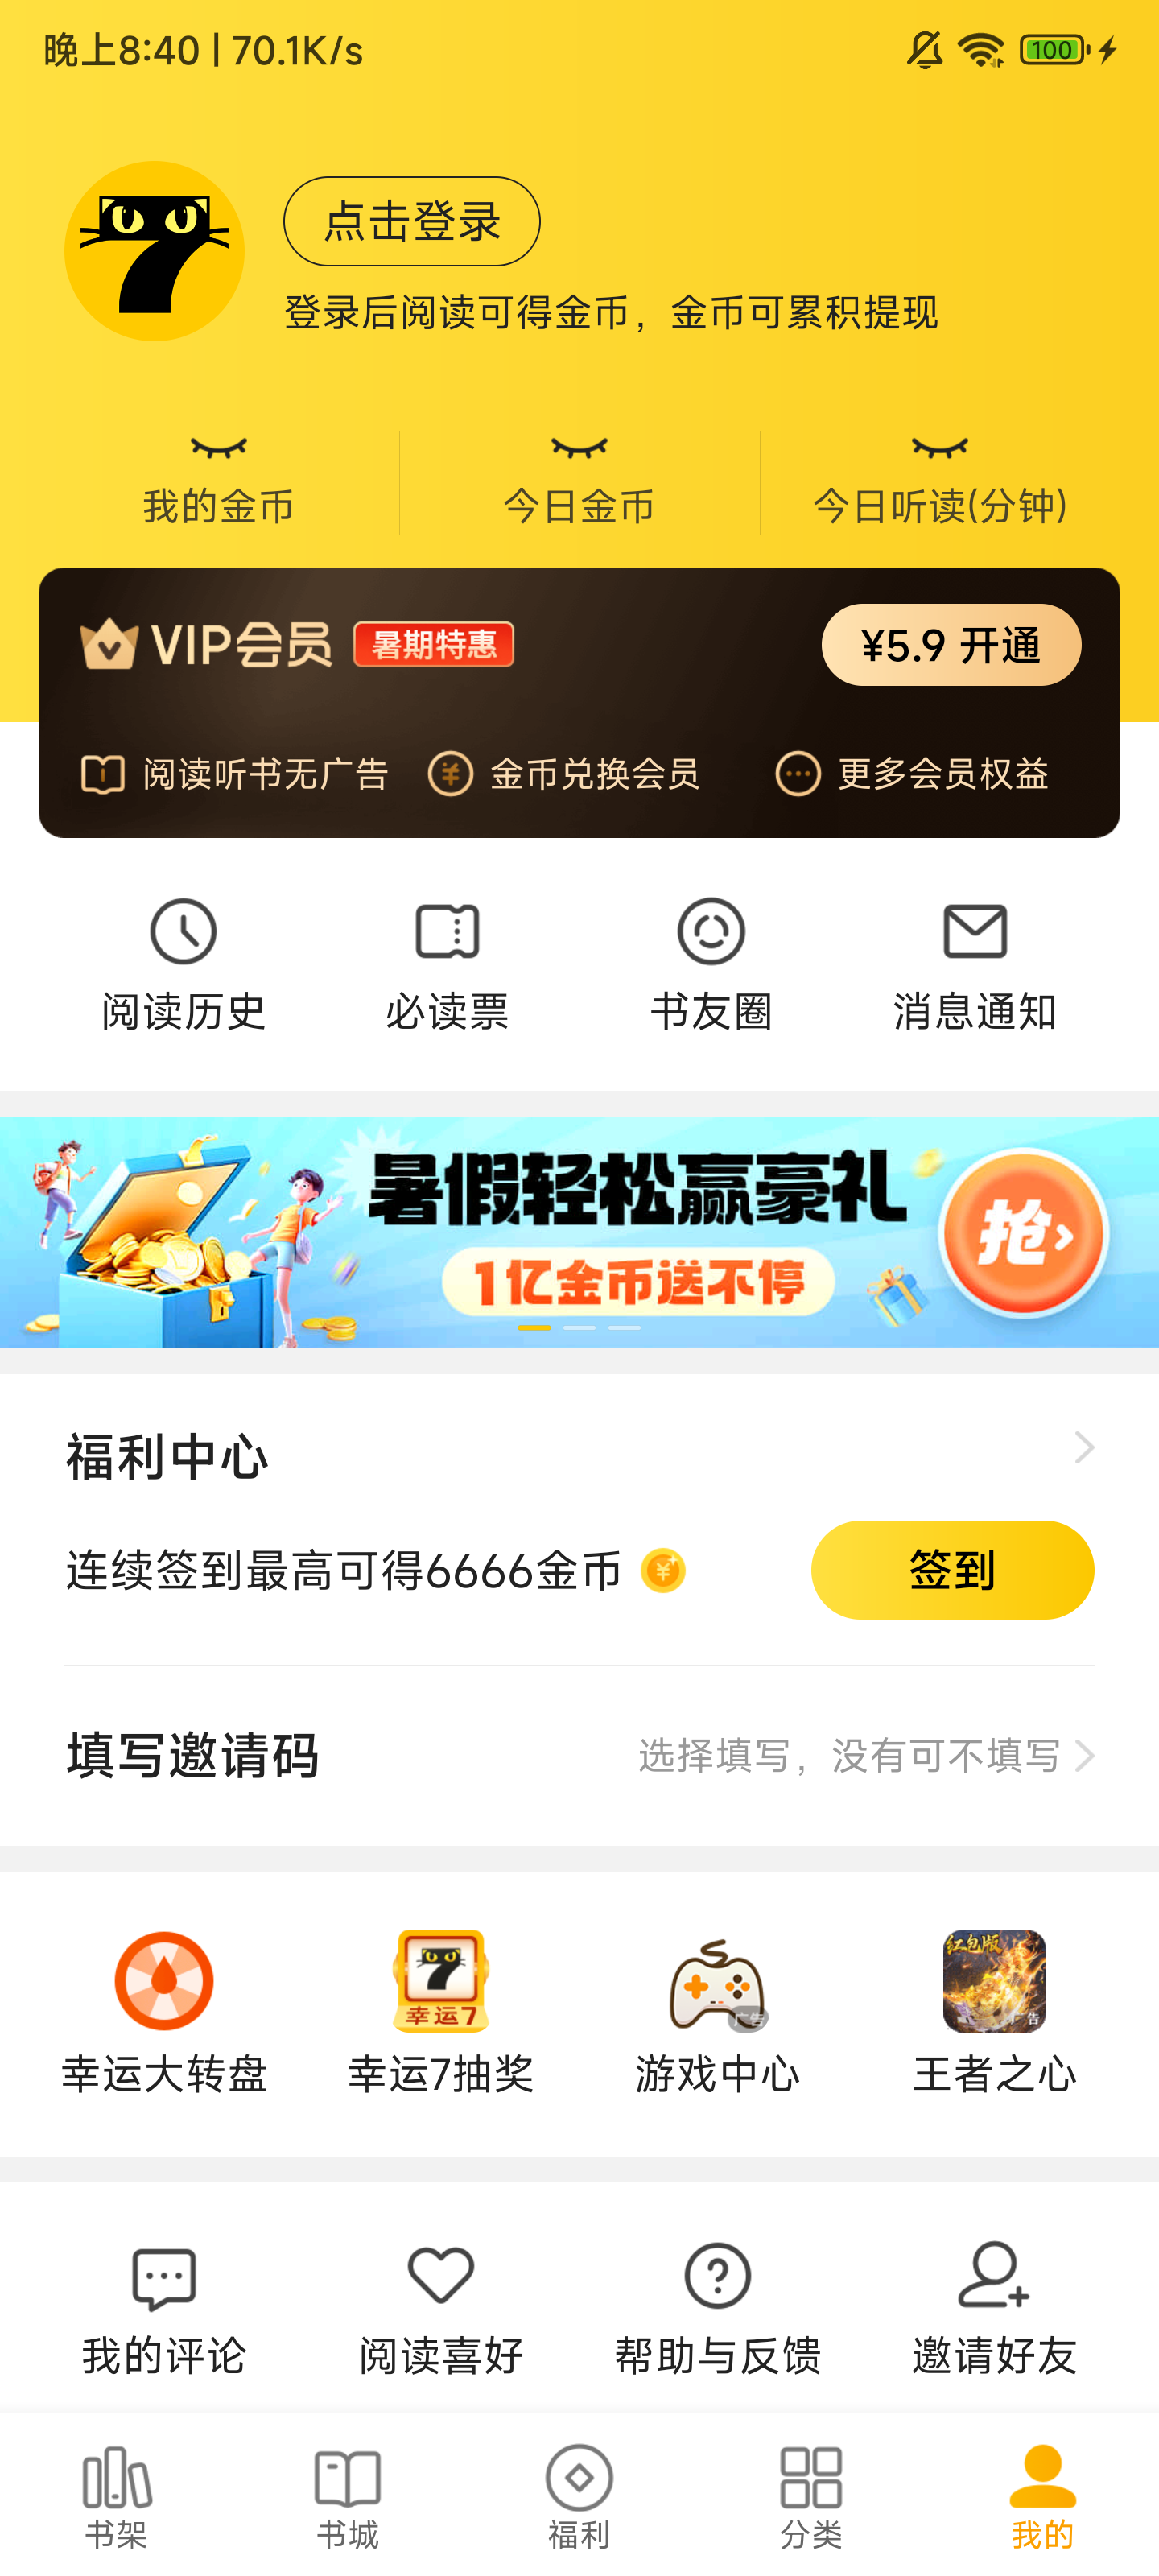 晚上8:40 | 70.1K/s
100
点击登录
登录后阅读可得金币，金币可累积提现
我的金币 今日金币 今日听读(分钟)
VIP会员 暑期特惠 ¥5.9 开通
阅读听书无广告 金币兑换会员 更多会员权益
阅读历史 必读票 书友圈 消息通知
暑假轻松赢豪礼
抢
1亿金币送不停
福利中心
连续签到最高可得6666金币 签到
填写邀请码 选择填写，没有可不填写
红包版
幸运7
广告
广告
幸运大转盘 幸运7抽奖 游戏中心 王者之心
我的评论 阅读喜好 帮助与反馈 邀请好友
书架 书城 福利 分类 我的